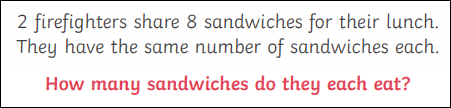 2 firefighters share 8 sandwiches for their lunch.
They have the same number of sandwiches each.
How many sandwiches do they each eat?